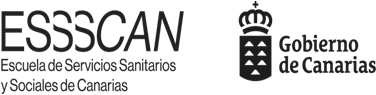 ESSSCAN
Escuela de Servicios Sanitarios
y Sociales de Canarias
Gobierno
de Canarias